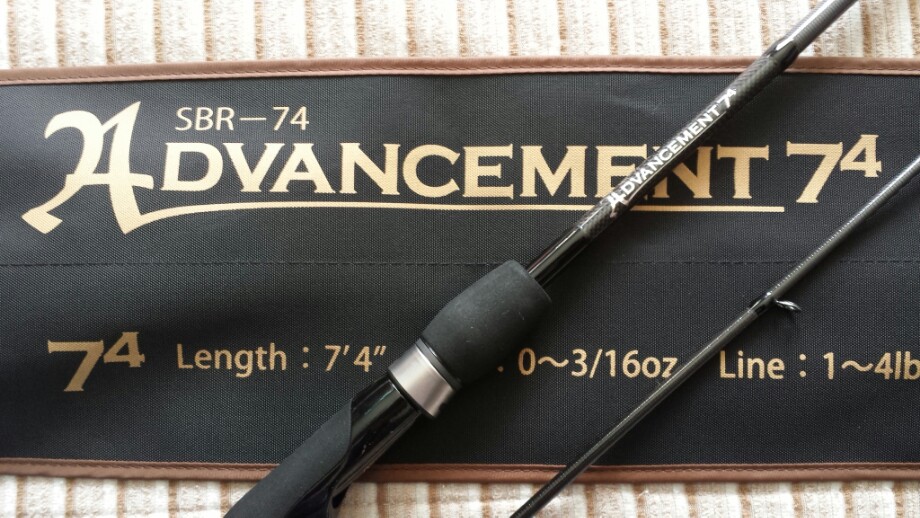 SBR-74
ADVANCEMENT 74
ADVANCEMENT 74
74 Length : 7'4" : 0～3/16oz Line : 1～4lb